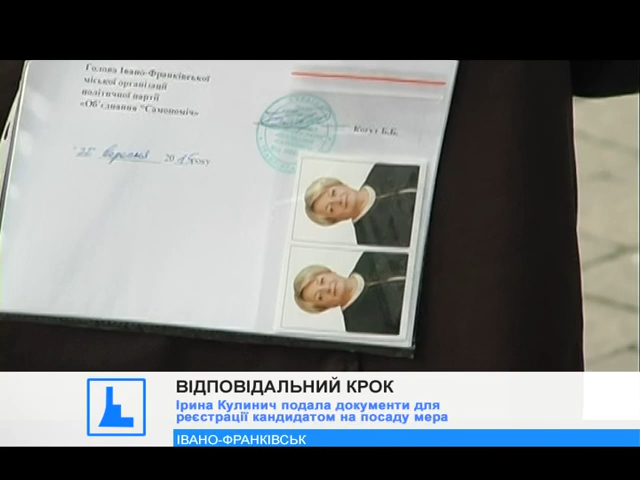 Голова Івано-Франківської
міської організації
політичної партії
«Об'єднання "Самопоміч»
Когут Б.Б.
"25 вересня 2015 року
ВІДПОВІДАЛЬНИЙ КРОК
Ірина Кулинич подала документи для
реєстрації кандидатом на посаду мера
ІВАНО-ФРАНКІВСЬК